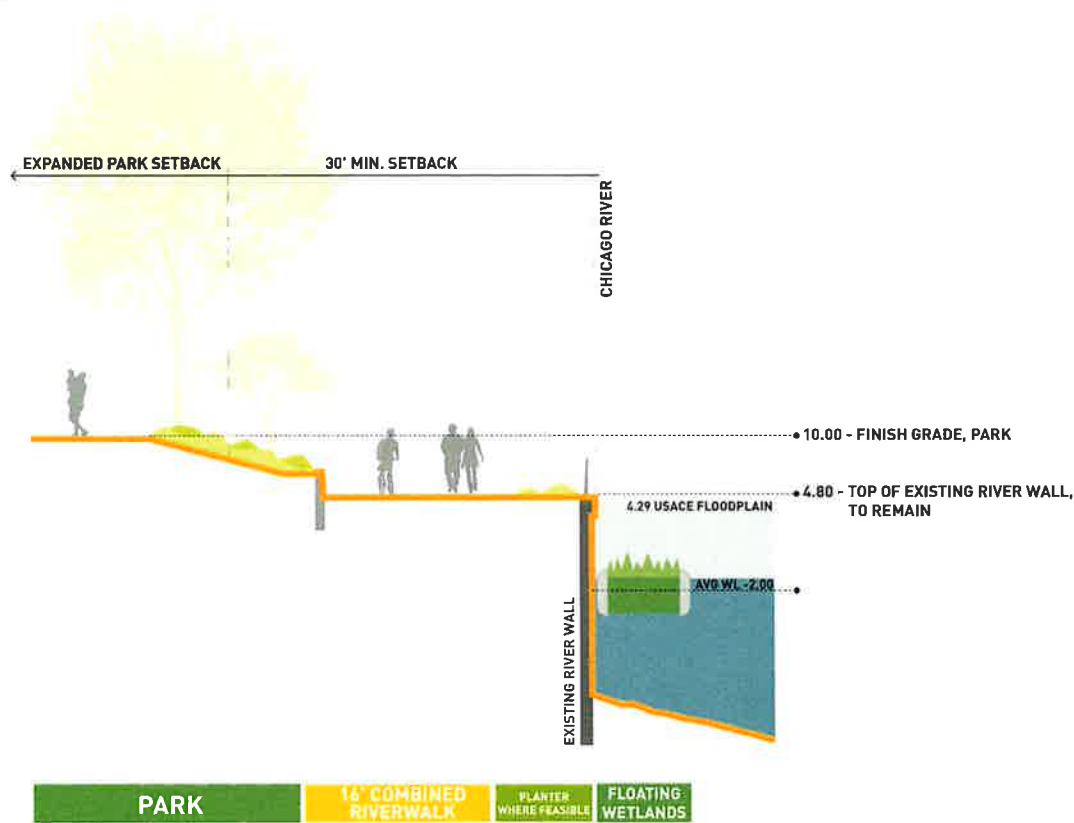 EXPANDED PARK SETBACK
30' MIN. SETBACK
CHICAGO RIVER
10.00 - FINISH GRADE, PARK
4.80 - TOP OF EXISTING RIVER WALL,
TO REMAIN
4.29 USACE FLOODPLAIN
AVG WL -2.00
EXISTING RIVER WALL
PARK
16' COMBINED
RIVERWALK
PLANTER
WHERE FEASIBLE
FLOATING
WETLANDS